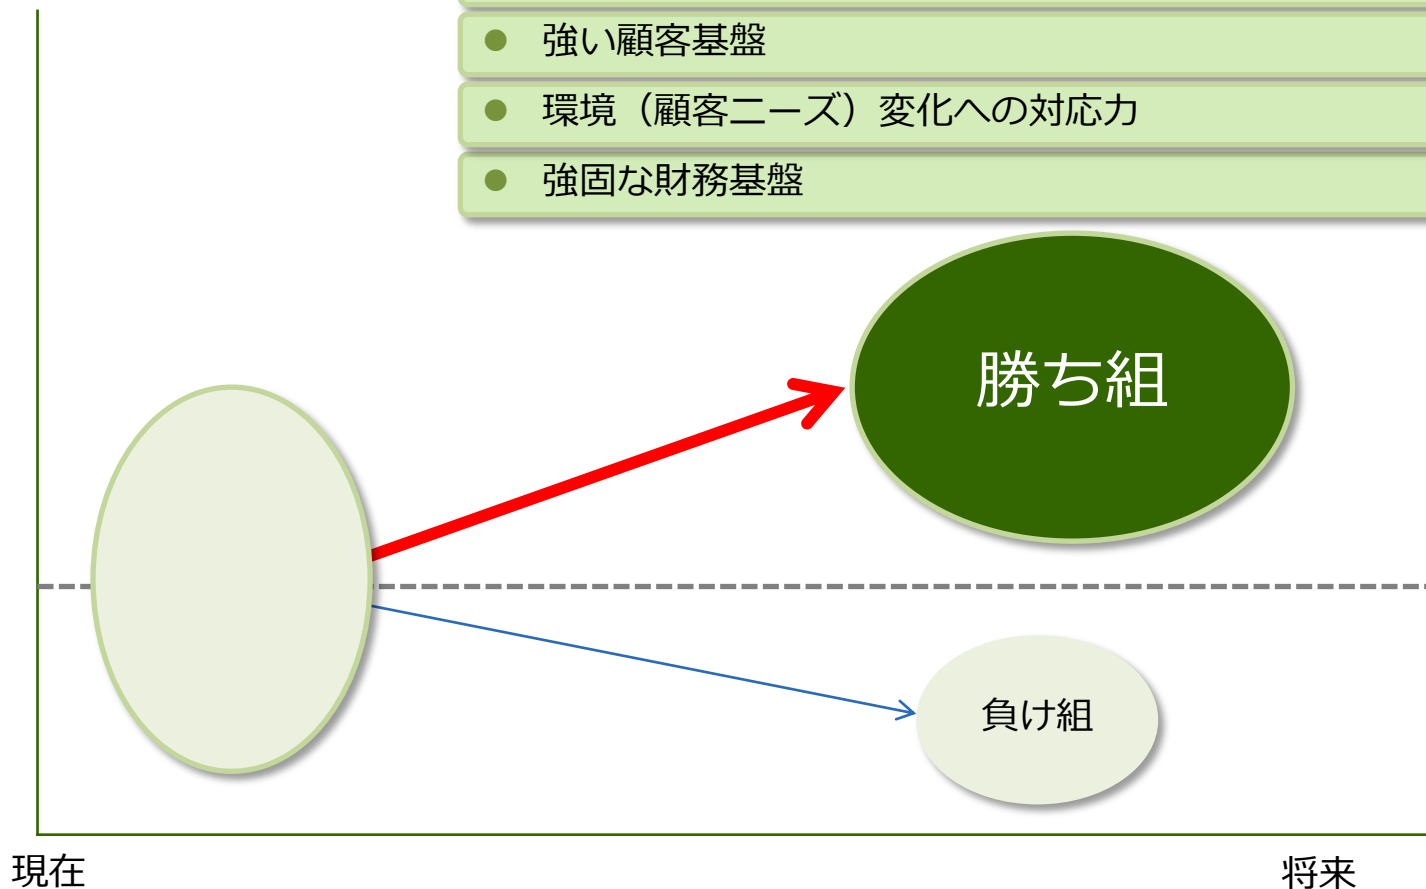 ● 強い顧客基盤
● 環境（顧客ニーズ）変化への対応力
● 強固な財務基盤
勝ち組
負け組
現在
将来